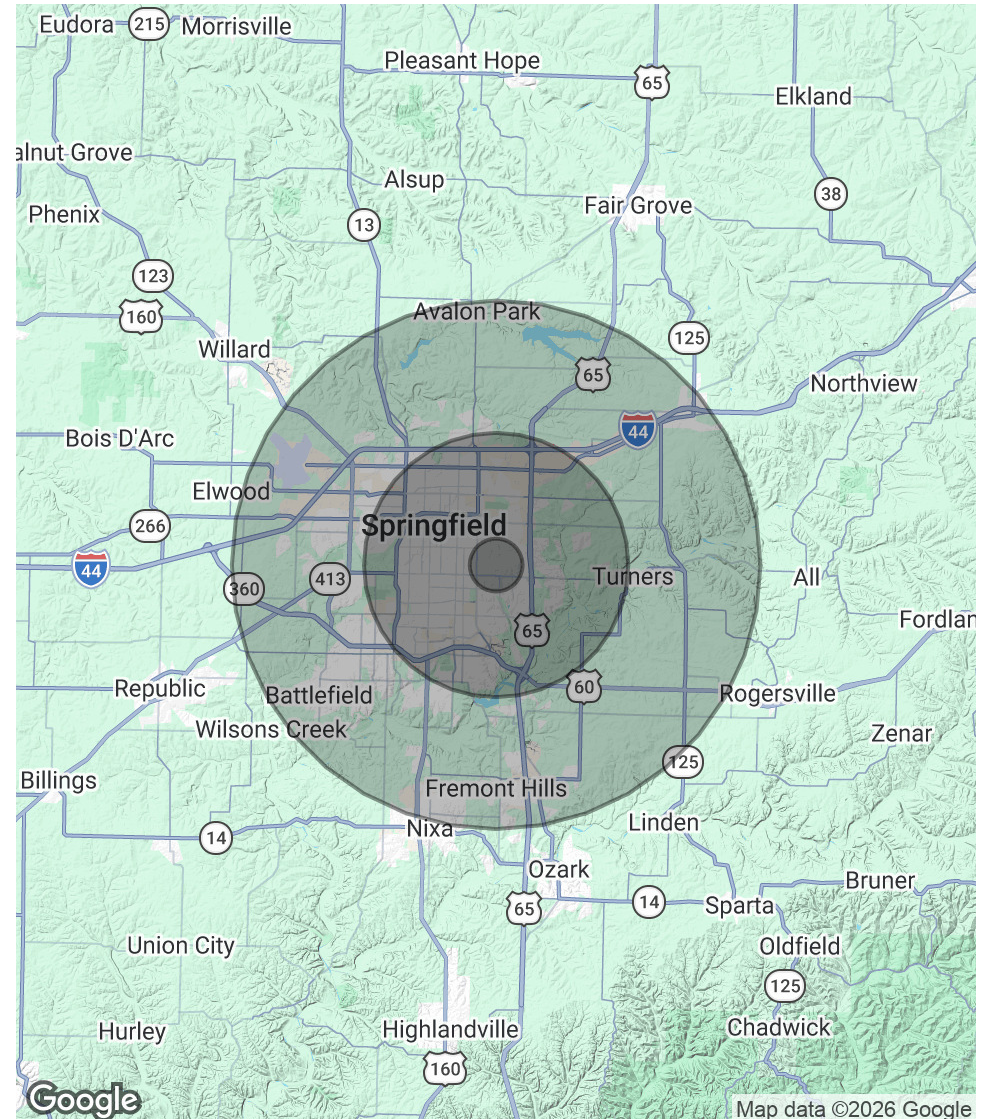 Eudora
215
Morrisville
Pleasant Hope
65
Elkland
alnut Grove
Alsup
38
Phenix
Fair Grove
13
123
160
Avalon Park
125
Willard
65
Northview
44
Bois D'Arc
Elwood
266
Springfield
44
360
413
Turners
All
65
Fordlan
Republic
Battlefield
60
Rogersville
Wilsons Creek
Zenar
125
Billings
Fremont Hills
14
Nixa
Linden
Ozark
Bruner
65
14
Sparta
Union City
Oldfield
125
Hurley
Highlandville
Chadwick
160
Google
Map data ©2026 Google